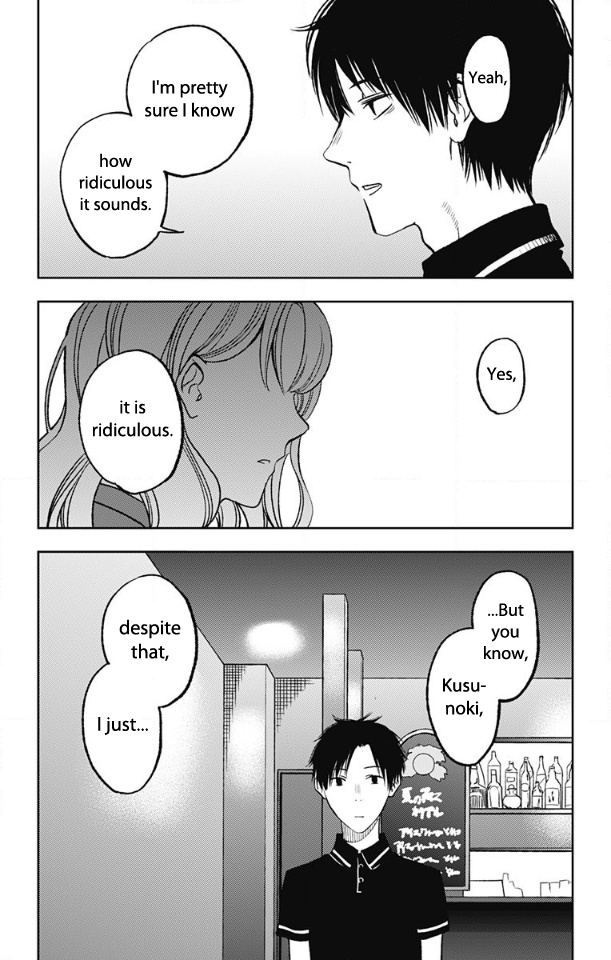 Yeah,
I'm pretty
sure I know
how
ridiculous
it sounds.
Yes,
it is
ridiculous.
...But
you
know,
Kusu-
noki,
despite
that,
I just...